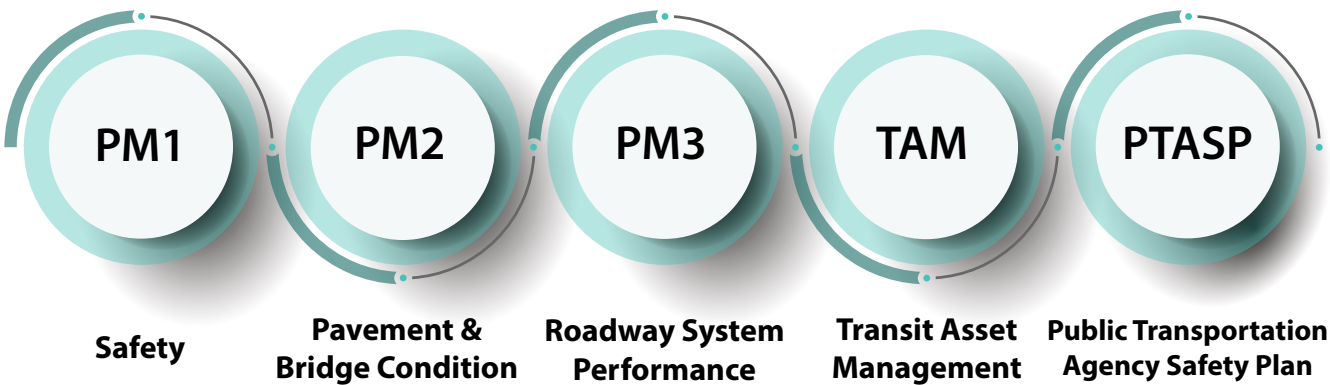 PM1
PM2
PM3
TAM
PTASP
Safety
Pavement &
Bridge Condition
Roadway System
Performance
Transit Asset
Management
Public Transportation
Agency Safety Plan